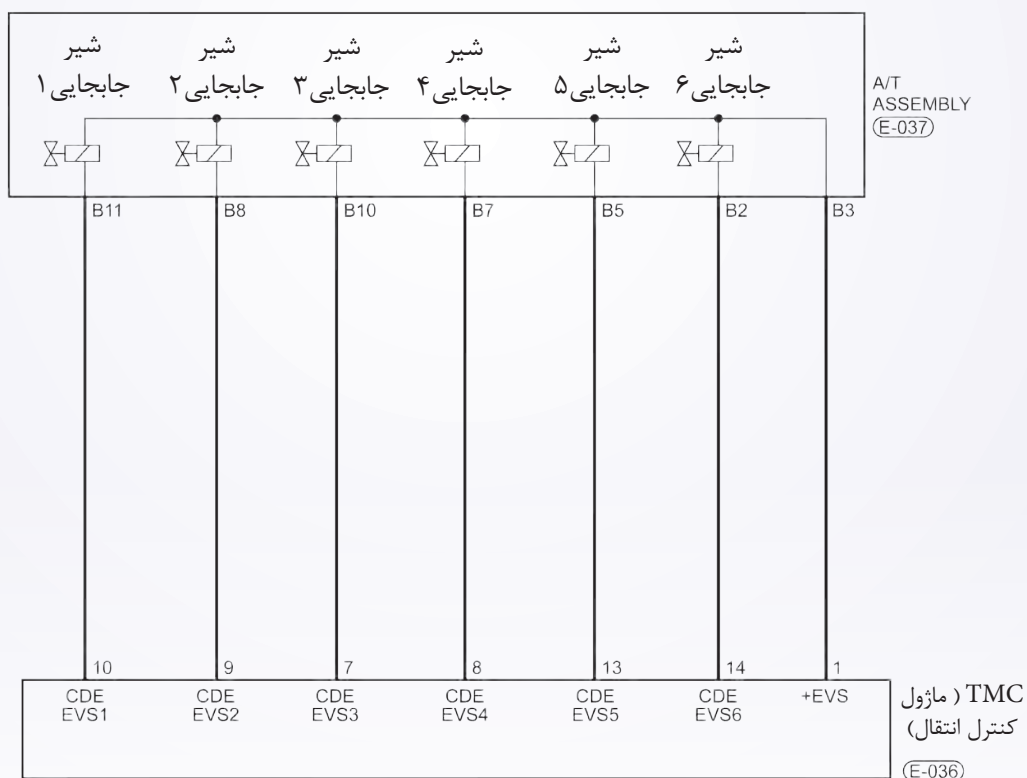 شیر
جابجایی۱
شیر
جابجایی۲
شیر
جابجایی۳
شیر
جابجایی۴
شیر
جابجایی۵
شیر
جابجایی۶
A/T
ASSEMBLY
E-037
B11
B8
B10
B7
B5
B2
B3
10
9
7
8
13
14
1
CDE
EVS1
CDE
EVS2
CDE
EVS3
CDE
EVS4
CDE
EVS5
CDE
EVS6
+EVS
TMC ( ماژول
کنترل انتقال)
E-036